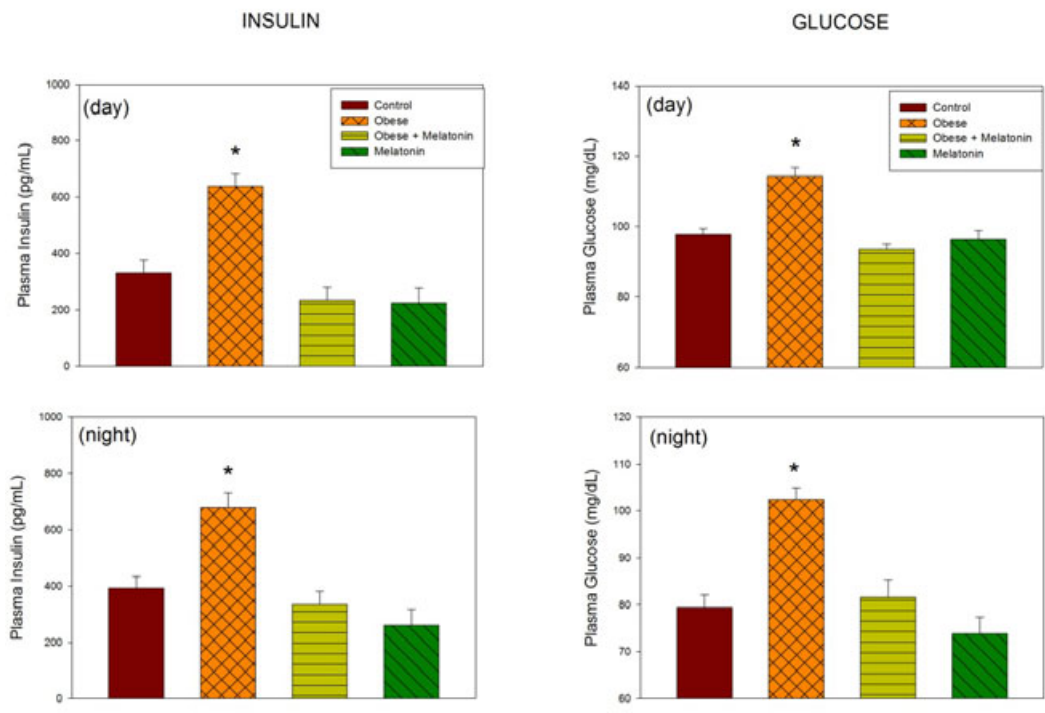 INSULIN
GLUCOSE
(day)
Control
Obese
Obese + Melatonin
Melatonin
*
Plasma Insulin (pg/mL)
1000
800
600
400
200
0
(day)
Control
Obese
Obese + Melatonin
Melatonin
*
Plasma Glucose (mg/dL)
140
120
100
80
60
(night)
*
Plasma Insulin (pg/mL)
1000
800
600
400
200
0
(night)
*
Plasma Glucose (mg/dL)
120
110
100
90
80
70
60